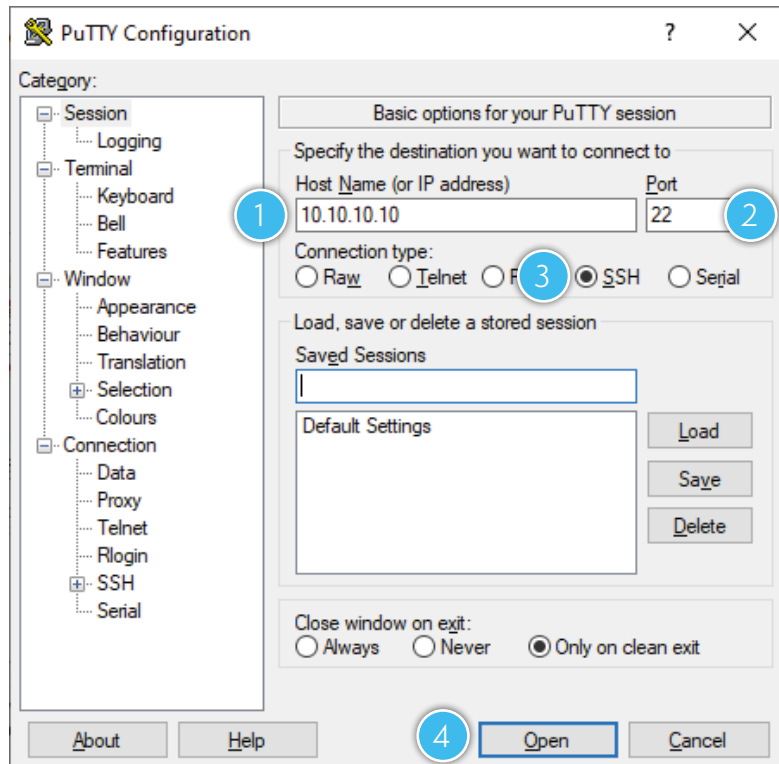 PuTTY Configuration ? ×
Category:
Session
Logging
Terminal
Keyboard
Bell
Features
Window
Appearance
Behaviour
Translation
Selection
Colours
Connection
Data
Proxy
Telnet
Rlogin
SSH
Serial
Basic options for your PuTTY session
Specify the destination you want to connect to
Host Name (or IP address) Port
1 10.10.10.10 22 2
Connection type:
Raw Telnet 3 SSH Serial
Load, save or delete a stored session
Saved Sessions
Default Settings
Load
Save
Delete
Close window on exit:
Always Never Only on clean exit
About Help 4 Open Cancel